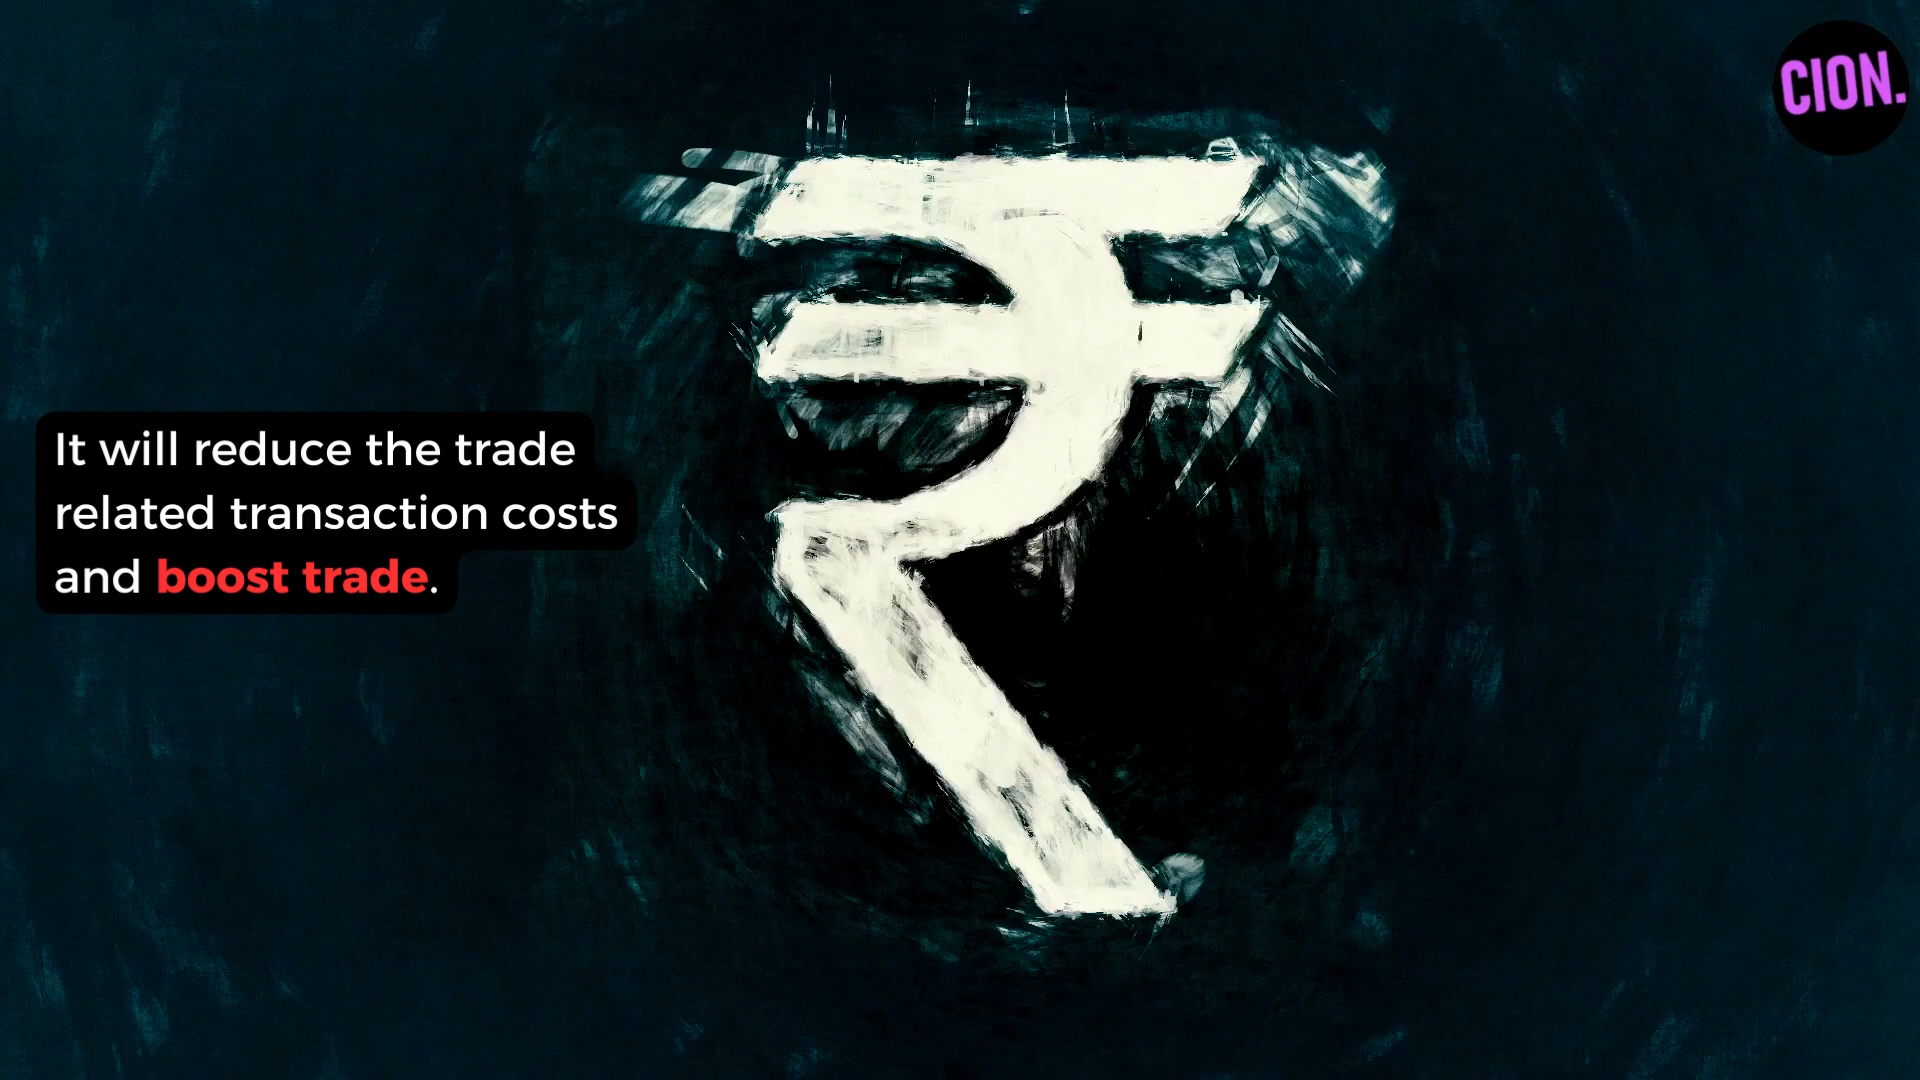 CION.
₹
It will reduce the trade
related transaction costs
and boost trade.